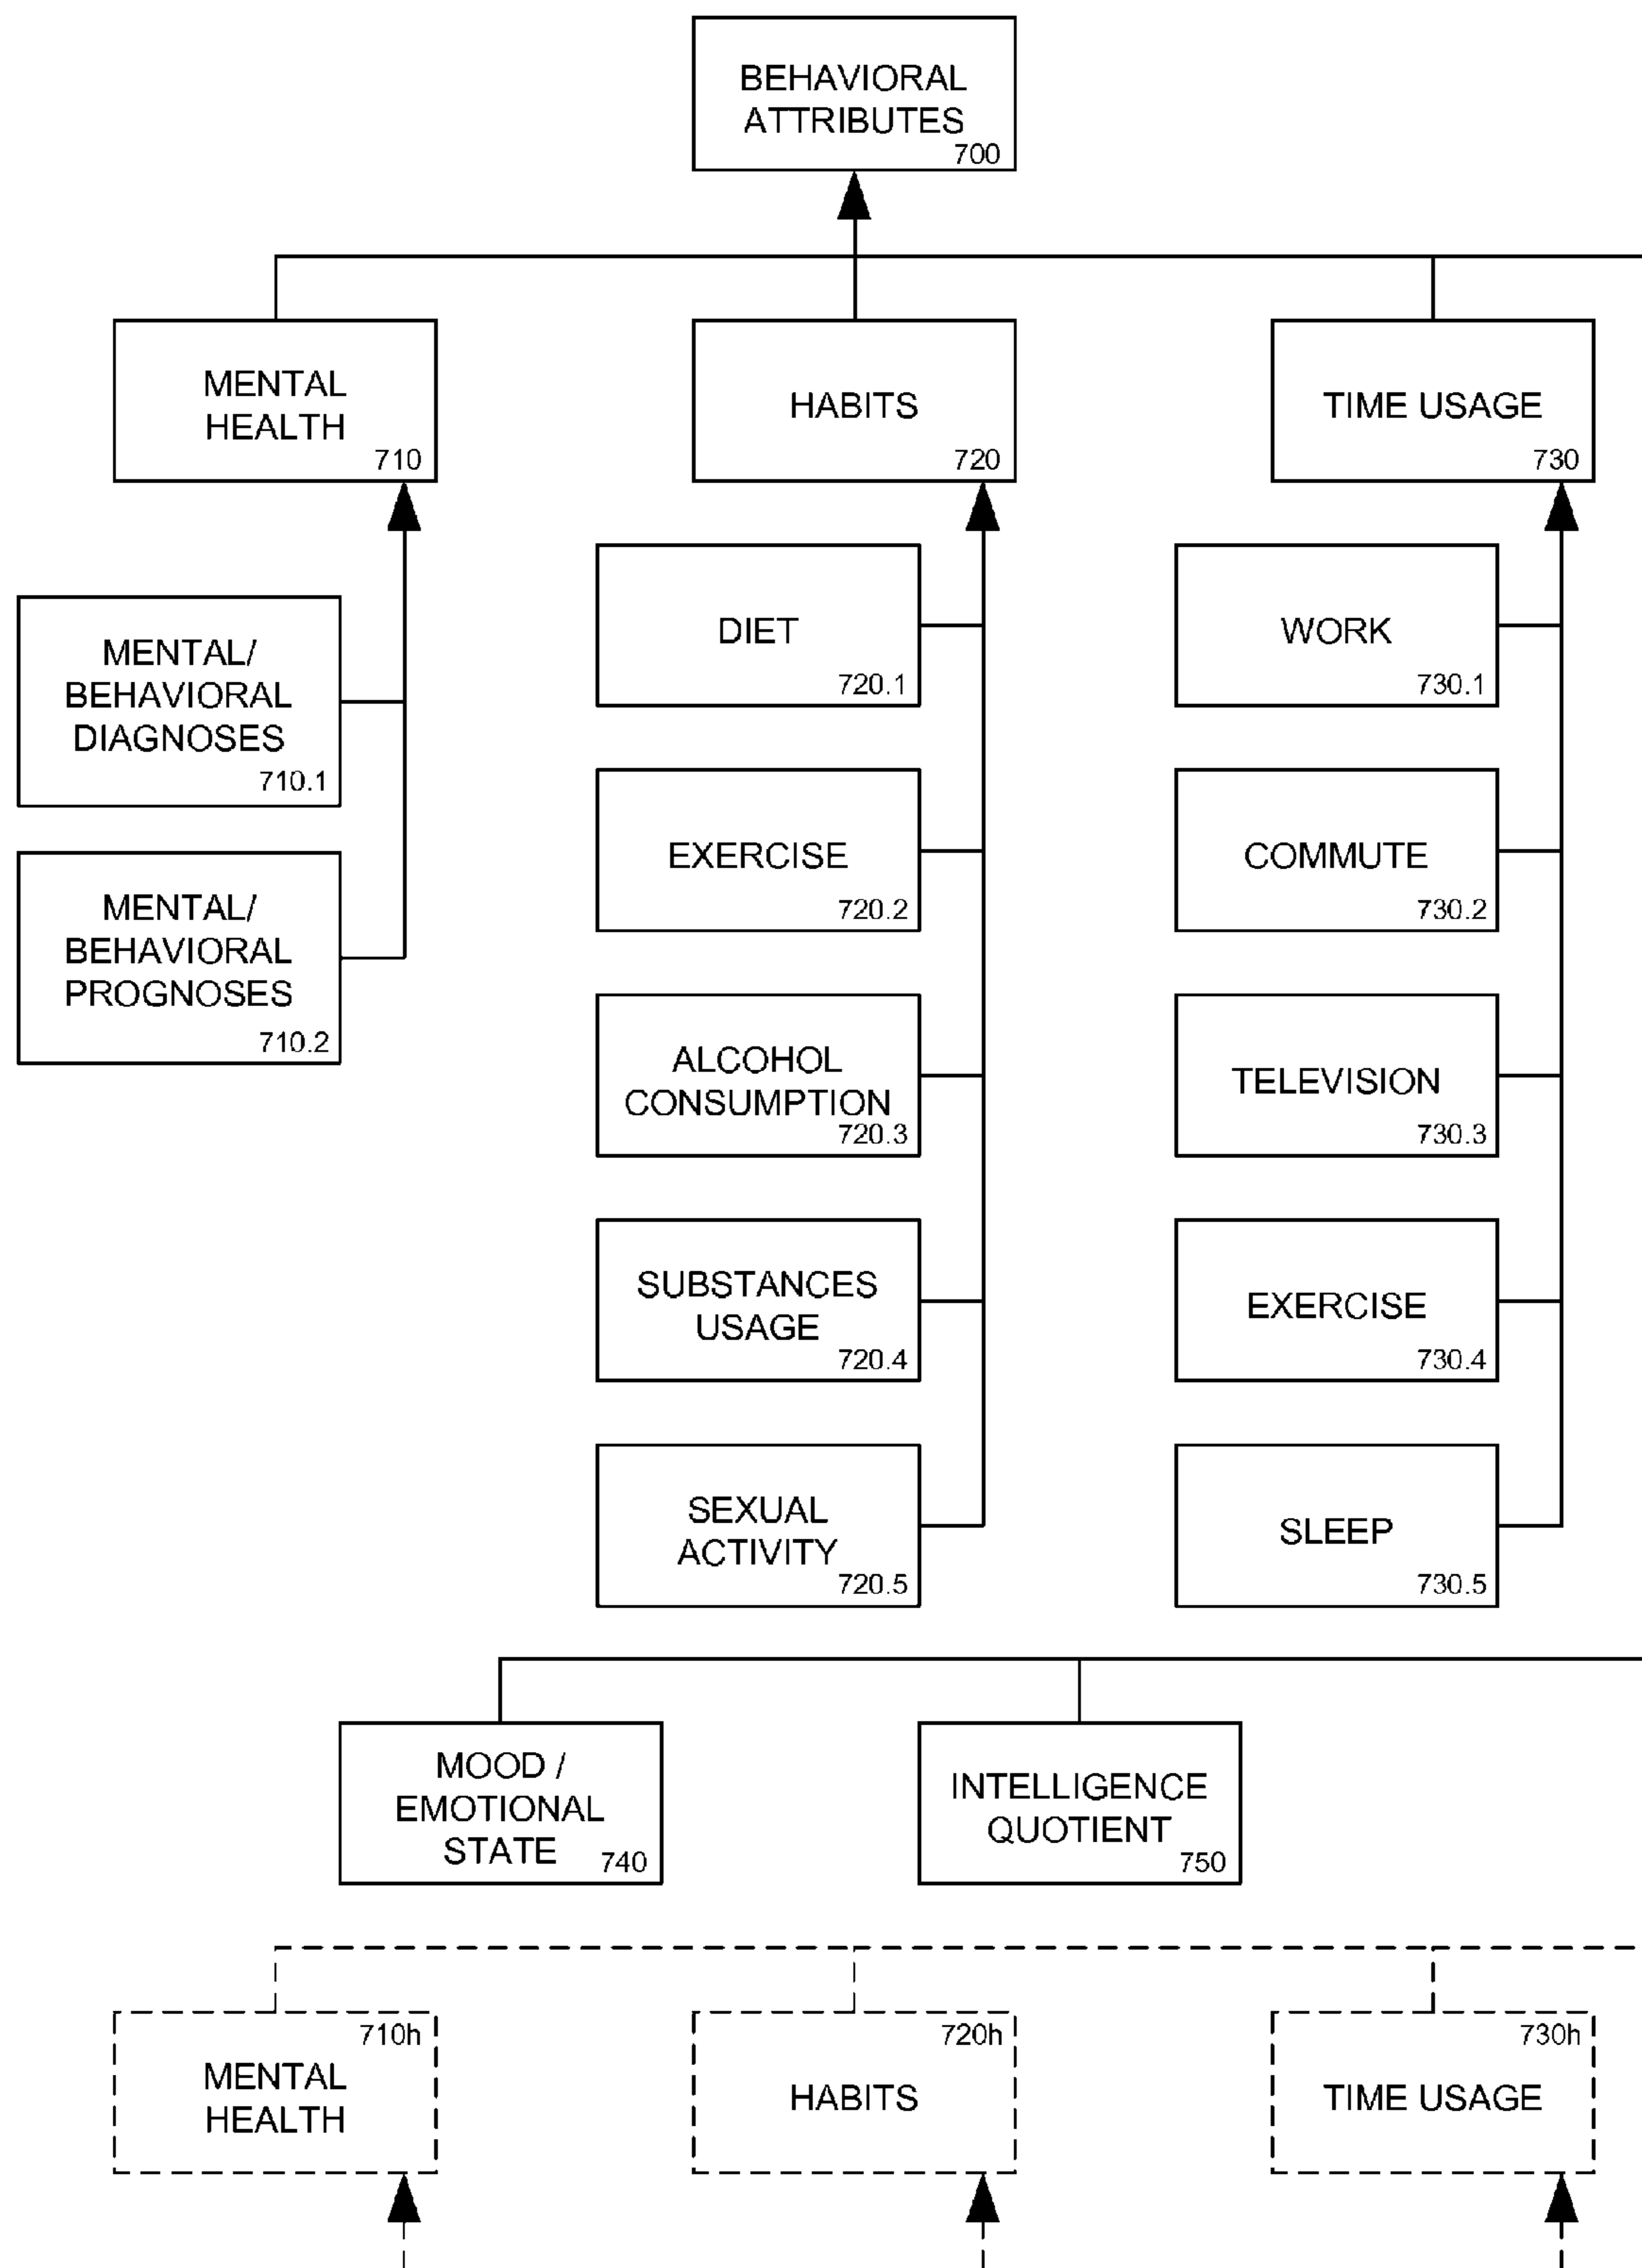 BEHAVIORAL
ATTRIBUTES
700
MENTAL
HEALTH
710
HABITS
720
TIME USAGE
730
MENTAL/
BEHAVIORAL
DIAGNOSES
710.1
MENTAL/
BEHAVIORAL
PROGNOSES
710.2
DIET
720.1
EXERCISE
720.2
ALCOHOL
CONSUMPTION
720.3
SUBSTANCES
USAGE
720.4
SEXUAL
ACTIVITY
720.5
WORK
730.1
COMMUTE
730.2
TELEVISION
730.3
EXERCISE
730.4
SLEEP
730.5
MOOD /
EMOTIONAL
STATE
740
INTELLIGENCE
QUOTIENT
750
710h
MENTAL
HEALTH
720h
HABITS
730h
TIME USAGE